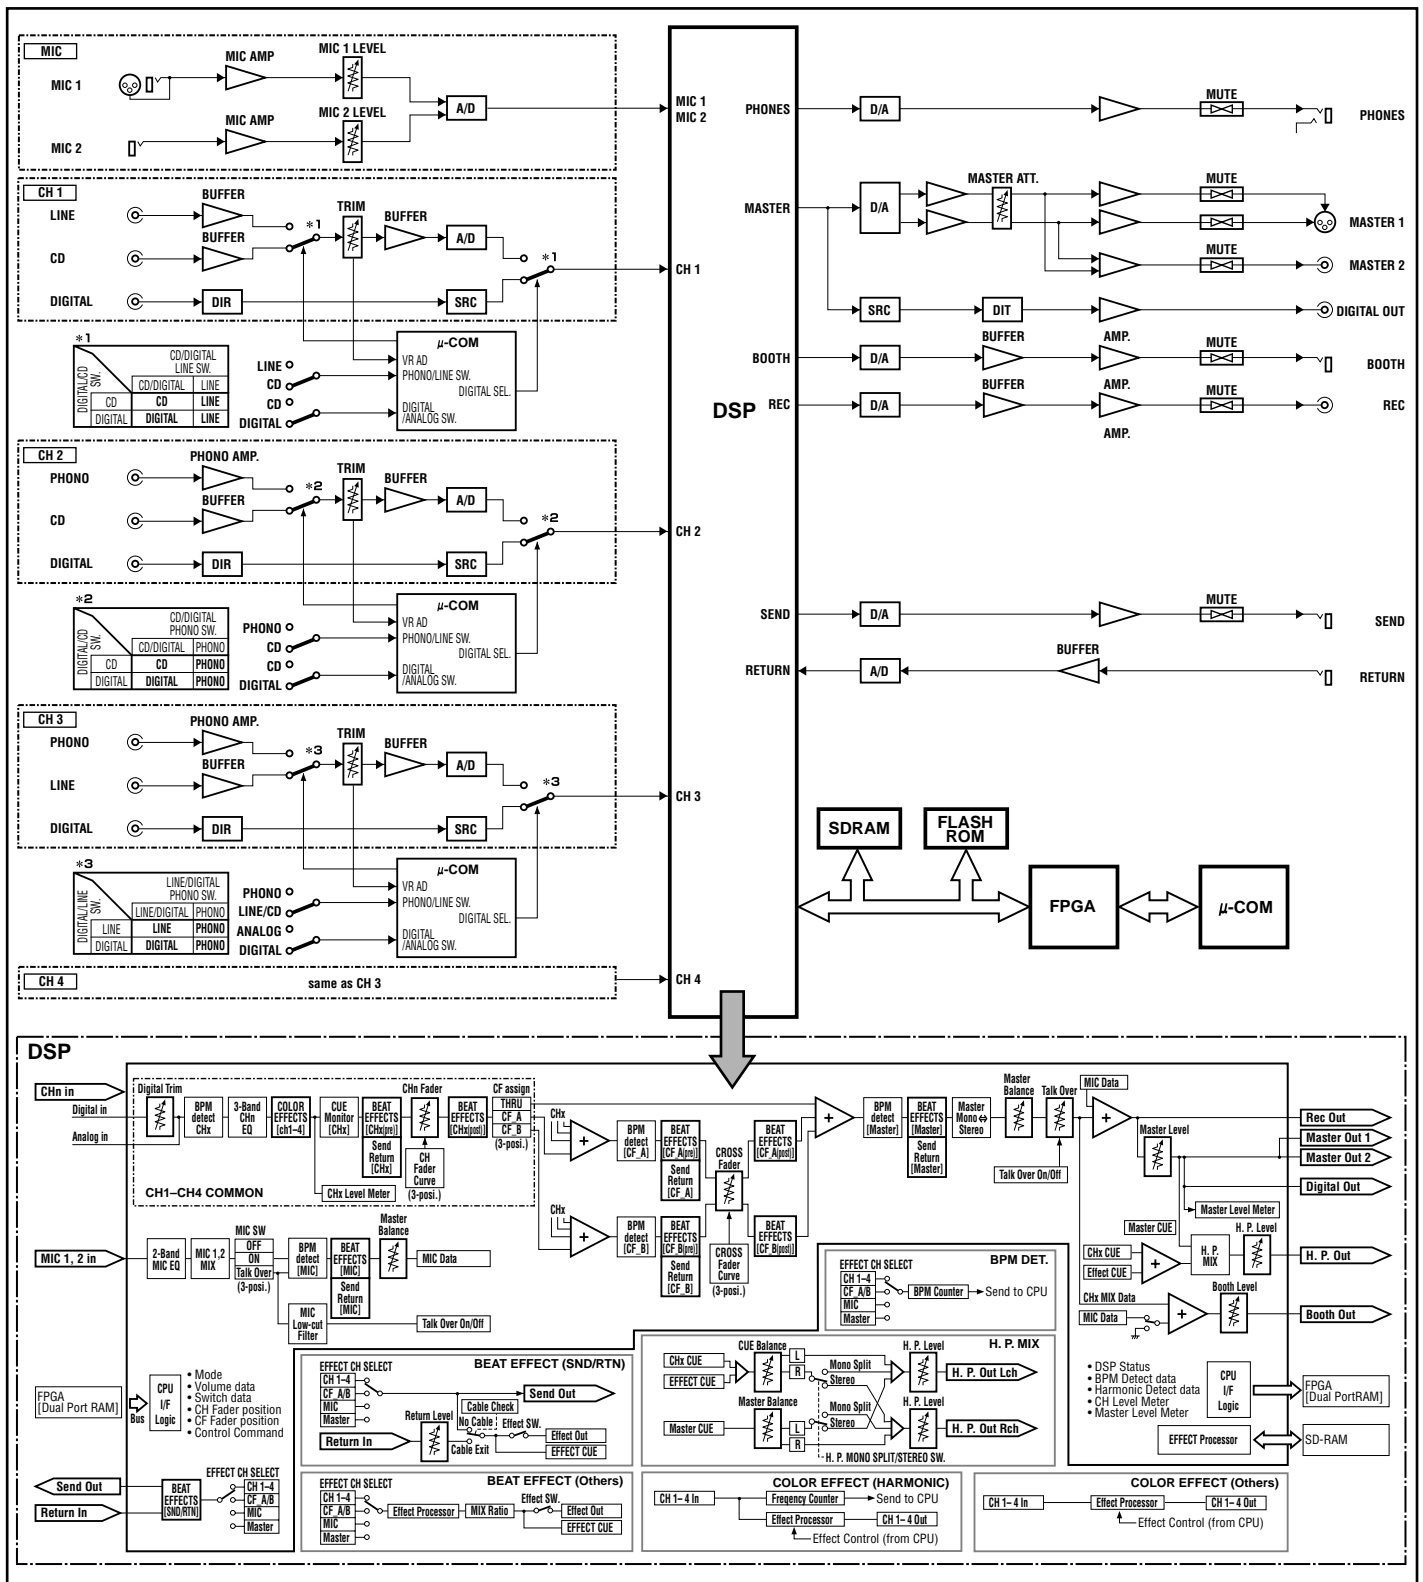 MIC
MIC 1
MIC AMP
MIC 1 LEVEL
MIC 2
MIC AMP
MIC 2 LEVEL
A/D
MIC 1
MIC 2
CH 1
LINE
BUFFER
CD
BUFFER
*1
TRIM
BUFFER
A/D
*1
DIGITAL
DIR
SRC
CH 1
*1
CD/DIGITAL
LINE SW.
DIGITAL/CD
SW.
CD/DIGITAL LINE
CD CD LINE
DIGITAL DIGITAL LINE
LINE
CD
CD
DIGITAL
μ-COM
VR AD
PHONO/LINE SW.
DIGITAL SEL.
DIGITAL
/ANALOG SW.
CH 2
PHONO
PHONO AMP.
CD
BUFFER
*2
TRIM
BUFFER
A/D
*2
DIGITAL
DIR
SRC
CH 2
*2
CD/DIGITAL
PHONO SW.
DIGITAL/CD
SW.
CD/DIGITAL PHONO
CD CD PHONO
DIGITAL DIGITAL PHONO
PHONO
CD
CD
DIGITAL
μ-COM
VR AD
PHONO/LINE SW.
DIGITAL SEL.
DIGITAL
/ANALOG SW.
CH 3
PHONO
PHONO AMP.
LINE
BUFFER
*3
TRIM
BUFFER
A/D
*3
DIGITAL
DIR
SRC
CH 3
*3
LINE/DIGITAL
PHONO SW.
DIGITAL/LINE
SW.
LINE/DIGITAL PHONO
LINE LINE PHONO
DIGITAL DIGITAL PHONO
PHONO
LINE/CD
ANALOG
DIGITAL
μ-COM
VR AD
PHONO/LINE SW.
DIGITAL SEL.
DIGITAL
/ANALOG SW.
CH 4
same as CH 3
CH 4
DSP
PHONES
D/A
MUTE
PHONES
MASTER
D/A
MASTER ATT.
MUTE
MUTE
MASTER 1
MUTE
MASTER 2
SRC
DIT
DIGITAL OUT
BOOTH
D/A
BUFFER
AMP.
MUTE
BOOTH
REC
D/A
BUFFER
AMP.
MUTE
REC
AMP.
SEND
D/A
MUTE
SEND
RETURN
A/D
BUFFER
RETURN
SDRAM
FLASH
ROM
FPGA
μ-COM
DSP
CHn in
Digital in
Analog in
Digital Trim
BPM
detect
CHx
3-Band
CHn
EQ
COLOR
EFFECTS
[ch1–4]
CUE
Monitor
[CHx]
BEAT
EFFECTS
[CHx(pre)]
Send
Return
[CHx]
CHn Fader
CH
Fader
Curve
(3-posi.)
BEAT
EFFECTS
[CHx(post)]
CF assign
THRU
CF_A
CF_B
(3-posi.)
CHx Level Meter
CH1–CH4 COMMON
CHx
BPM
detect
[CF_A]
BEAT
EFFECTS
[CF_A(pre)]
Send
Return
[CF_A]
CROSS
Fader
BEAT
EFFECTS
[CF_A(post)]
CHx
BPM
detect
[CF_B]
BEAT
EFFECTS
[CF_B(pre)]
Send
Return
[CF_B]
CROSS
Fader
Curve
(3-posi.)
BEAT
EFFECTS
[CF_B(post)]
BPM
detect
[Master]
BEAT
EFFECTS
[Master]
Send
Return
[Master]
Master
Mono⇔
Stereo
Master
Balance
Talk Over
Talk Over On/Off
MIC Data
Master Level
Rec Out
Master Out 1
Master Out 2
Digital Out
Master Level Meter
Master CUE
CHx CUE
Effect CUE
H. P.
MIX
H. P. Level
H. P. Out
CHx MIX Data
MIC Data
Booth Level
Booth Out
MIC 1, 2 in
2-Band
MIC EQ
MIC 1,2
MIX
MIC SW
OFF
ON
Talk Over
(3-posi.)
BPM
detect
[MIC]
BEAT
EFFECTS
[MIC]
Send
Return
[MIC]
Master
Balance
MIC Data
MIC
Low-cut
Filter
Talk Over On/Off
BPM DET.
EFFECT CH SELECT
CH 1–4
CF_A/B
MIC
Master
BPM Counter
Send to CPU
FPGA
[Dual Port RAM]
Bus
CPU
I/F
Logic
• Mode
• Volume data
• Switch data
• CH Fader position
• CF Fader position
• Control Command
Send Out
Return In
BEAT
EFFECTS
[SND/RTN]
EFFECT CH SELECT
CH 1–4
CF_A/B
MIC
Master
BEAT EFFECT (SND/RTN)
EFFECT CH SELECT
CH 1–4
CF_A/B
MIC
Master
Send Out
Cable Check
Return Level
No Cable
Effect SW.
Return In
Cable Exit
Effect Out
EFFECT CUE
BEAT EFFECT (Others)
EFFECT CH SELECT
CH 1–4
CF_A/B
MIC
Master
Effect Processor
MIX Ratio
Effect SW.
Effect Out
EFFECT CUE
H. P. MIX
CHx CUE
EFFECT CUE
CUE Balance
L
R
Mono Split
Stereo
H. P. Level
H. P. Out Lch
Master CUE
Master Balance
L
R
Mono Split
Stereo
H. P. Level
H. P. Out Rch
H. P. MONO SPLIT/STEREO SW.
COLOR EFFECT (HARMONIC)
CH 1– 4 In
Freqency Counter
Send to CPU
Effect Processor
CH 1– 4 Out
Effect Control (from CPU)
COLOR EFFECT (Others)
CH 1– 4 In
Effect Processor
CH 1– 4 Out
Effect Control (from CPU)
• DSP Status
• BPM Detect data
• Harmonic Detect data
• CH Level Meter
• Master Level Meter
CPU
I/F
Logic
FPGA
[Dual PortRAM]
EFFECT Processor
SD-RAM